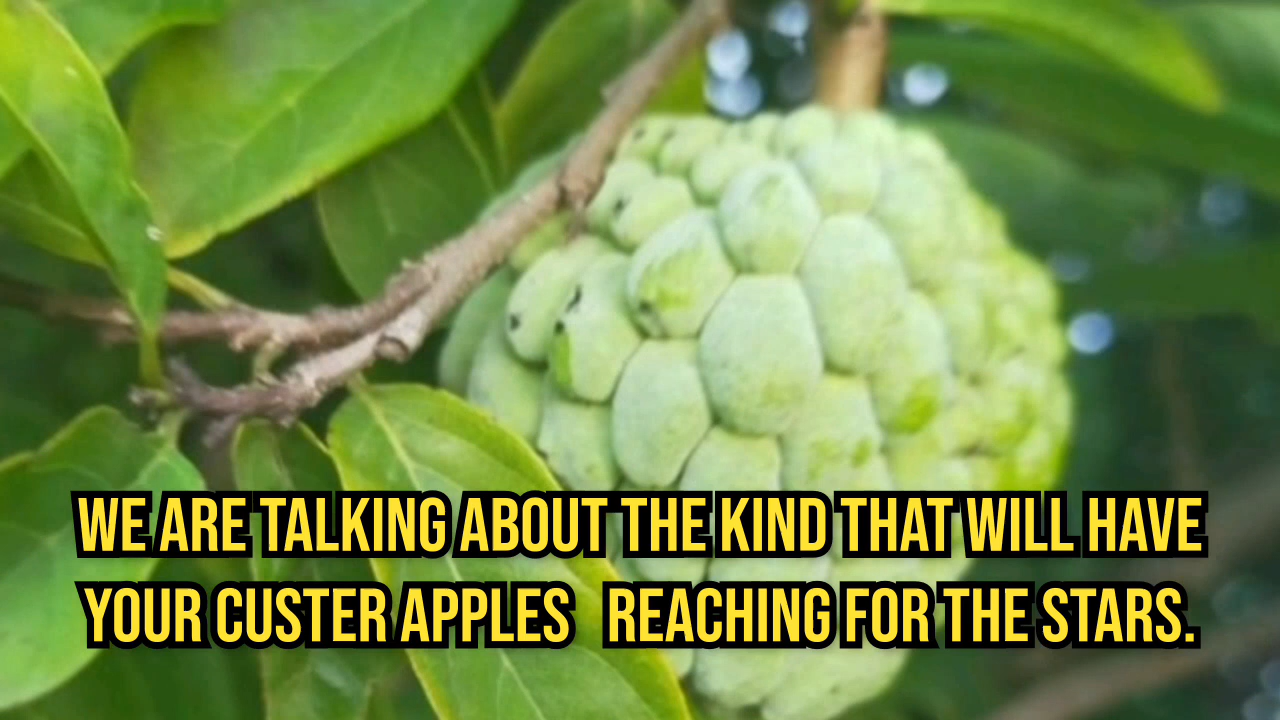 WE ARE TALKING ABOUT THE KIND THAT WILL HAVE
YOUR CUSTER APPLES REACHING FOR THE STARS.